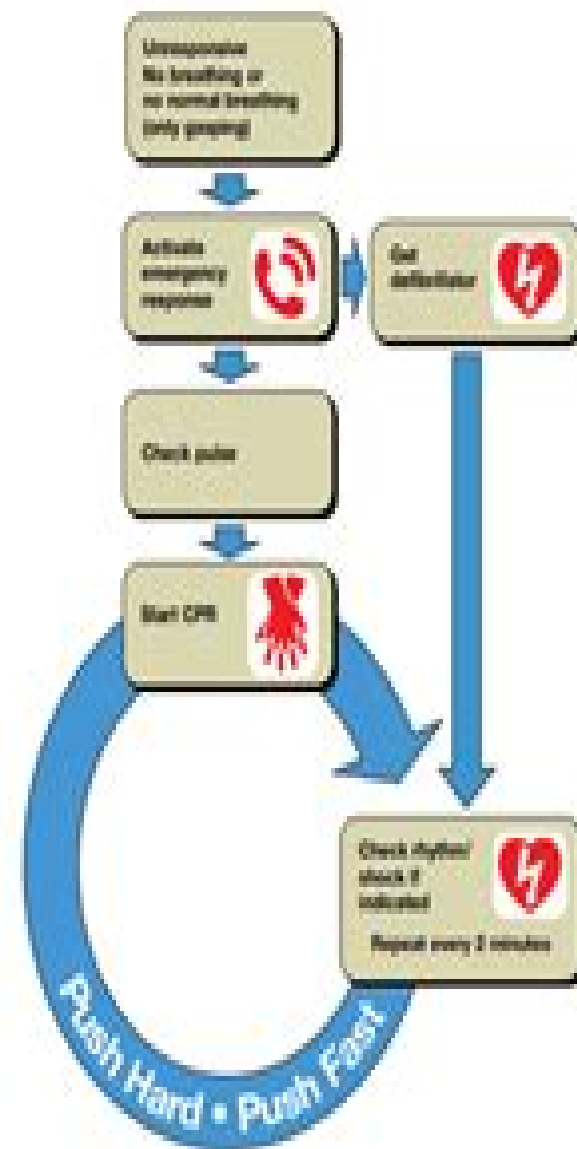 Unresponsive
No breathing or
no normal breathing
(only gasping)
Activate
emergency
response
Get
defibrillator
Check pulse
Start CPR
Check rhythm/
shock if
indicated
Repeat every 2 minutes
Push Hard • Push Fast